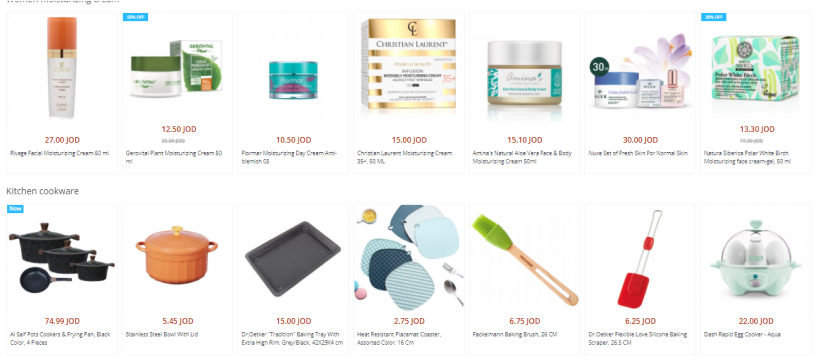 Women Moisturizing Cream
50% OFF
30% OFF
CHRISTIAN LAURENT
35+
Amina's
30
Polar White Birch
27.00 JOD
12.50 JOD
25.00 JOD
10.50 JOD
15.00 JOD
15.10 JOD
30.00 JOD
13.30 JOD
19.00 JOD
Rivage Facial Moisturizing Cream 60 ml
Gerovital Plant Moisturizing Cream 50
ml
Flormar Moisturizing Day Cream Anti-
blemish 03
Christian Laurent Moisturizing Cream
35+, 50 ML
Amina's Natural Aloe Vera Face & Body
Moisturizing Cream 50ml
Nuxe Set of Fresh Skin For Normal Skin
Natura Siberica Polar White Birch
Moisturizing face cream-gel, 50 ml
Kitchen cookware
New
74.99 JOD
5.45 JOD
15.00 JOD
2.75 JOD
6.75 JOD
6.25 JOD
22.00 JOD
Al Saif Pots Cookers & Frying Pan, Black
Color, 4 Pieces
Stainless Steel Bowl With Lid
Dr.Oetker "Tradition" Baking Tray With
Extra High Rim, Grey/Black, 42X29X4 cm
Heat Resistant Placemat Coaster,
Assorted Color, 16 Cm
Fackelmann Baking Brush, 26 CM
Dr.Oetker Flexible Love Silicone Baking
Scraper, 26.5 CM
Dash Rapid Egg Cooker - Aqua